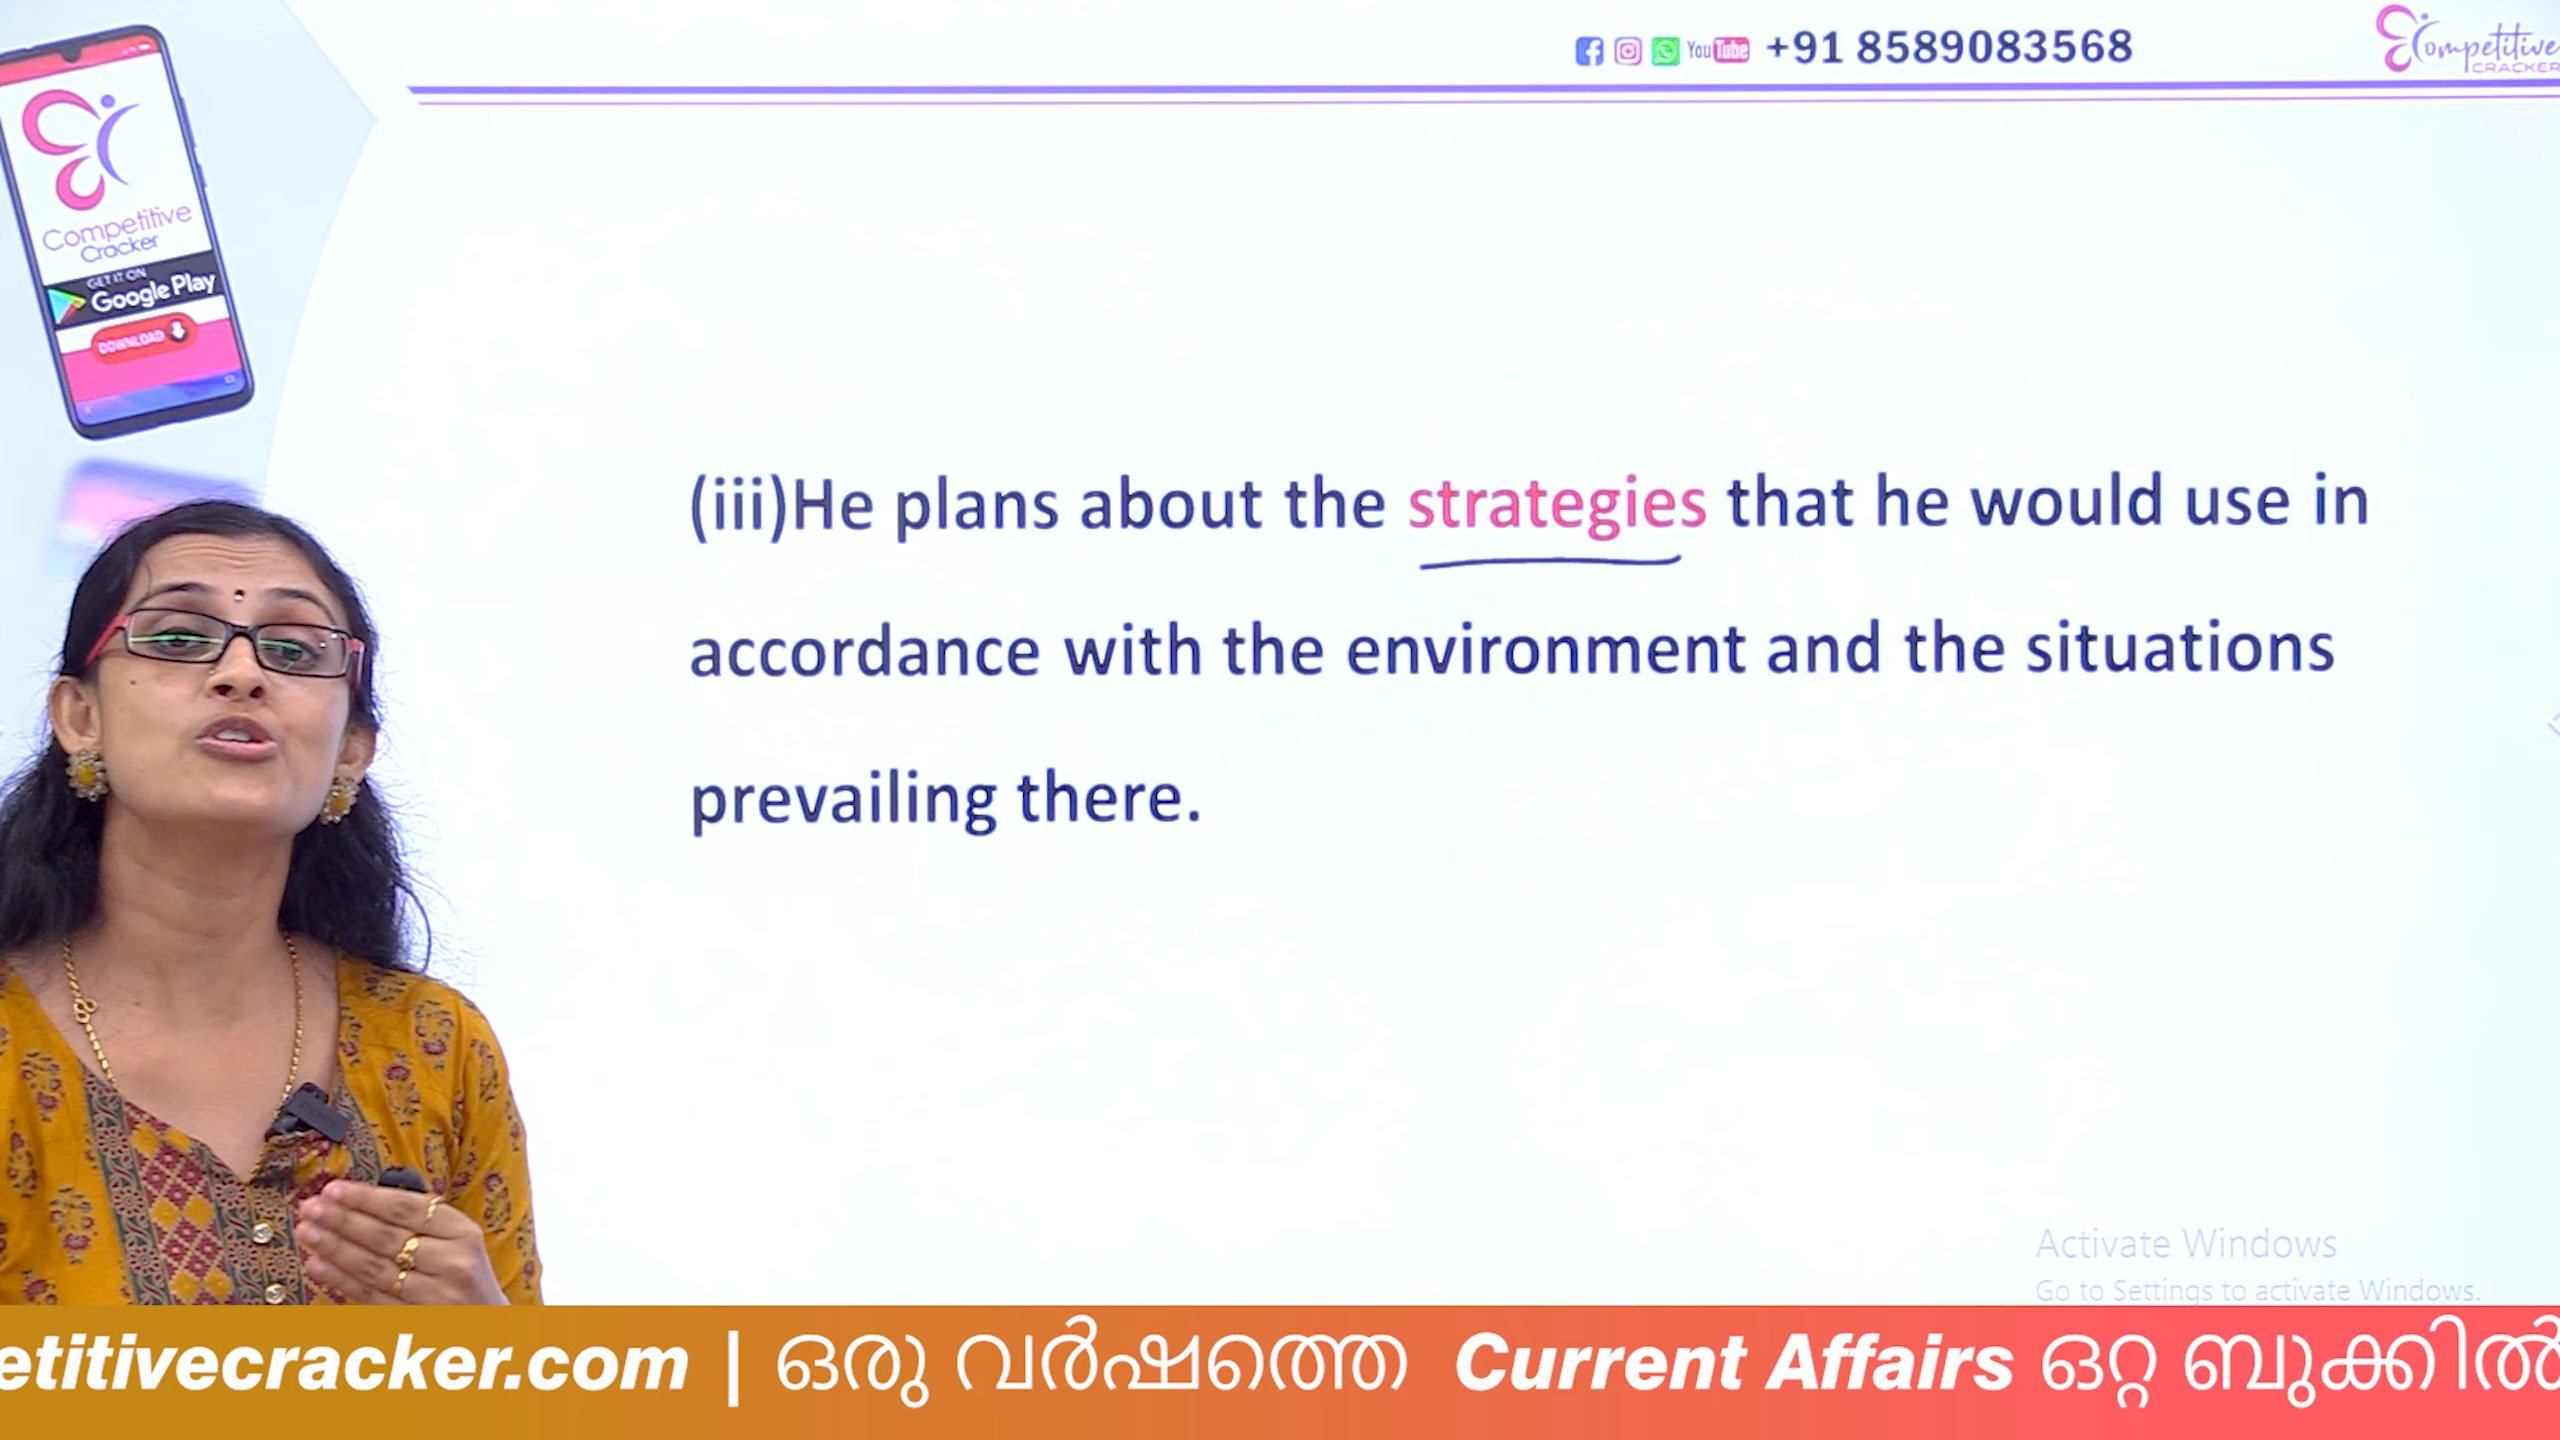 YouTube +91 8589083568
Competitive
CRACKER
Competitive
Cracker
GET IT ON
Google Play
DOWNLOAD
(iii)He plans about the strategies that he would use in
accordance with the environment and the situations
prevailing there.
Activate Windows
Go to Settings to activate Windows.
etitivecracker.com | ഒരു വർഷത്തെ Current Affairs ഒറ്റ ബുക്കിൽ